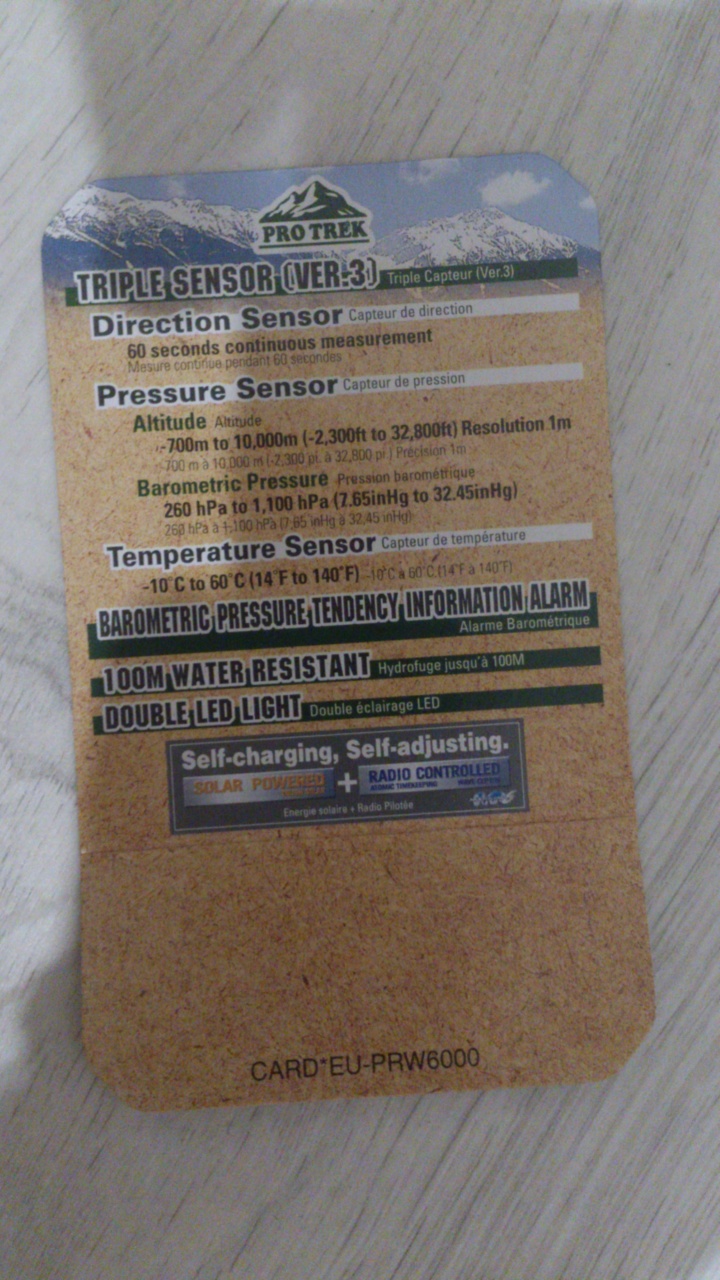 PRO TREK
TRIPLE SENSOR (VER.3) Triple Capteur (Ver.3)
Direction Sensor Capteur de direction
60 seconds continuous measurement
Mesure continue pendant 60 secondes
Pressure Sensor Capteur de pression
Altitude Altitude
-700m to 10,000m (-2,300ft to 32,800ft) Resolution 1m
-700 m à 10,000 m (-2,300 pi. à 32,800 pi.) Précision 1m
Barometric Pressure Pression barométrique
260 hPa to 1,100 hPa (7.65inHg to 32.45inHg)
260 hPa à 1,100 hPa (7.65 inHg à 32.45 inHg)
Temperature Sensor Capteur de température
-10°C to 60°C (14°F to 140°F) -10°C à 60°C (14°F à 140°F)
BAROMETRIC PRESSURE TENDENCY INFORMATION ALARM
Alarme Barométrique
100M WATER RESISTANT Hydrofuge jusqu'à 100M
DOUBLE LED LIGHT Double éclairage LED
Self-charging, Self-adjusting.
SOLAR POWERED + RADIO CONTROLLED
ATOMIC TIMEKEEPING
Energie solaire + Radio Pilotée
CARD*EU-PRW6000